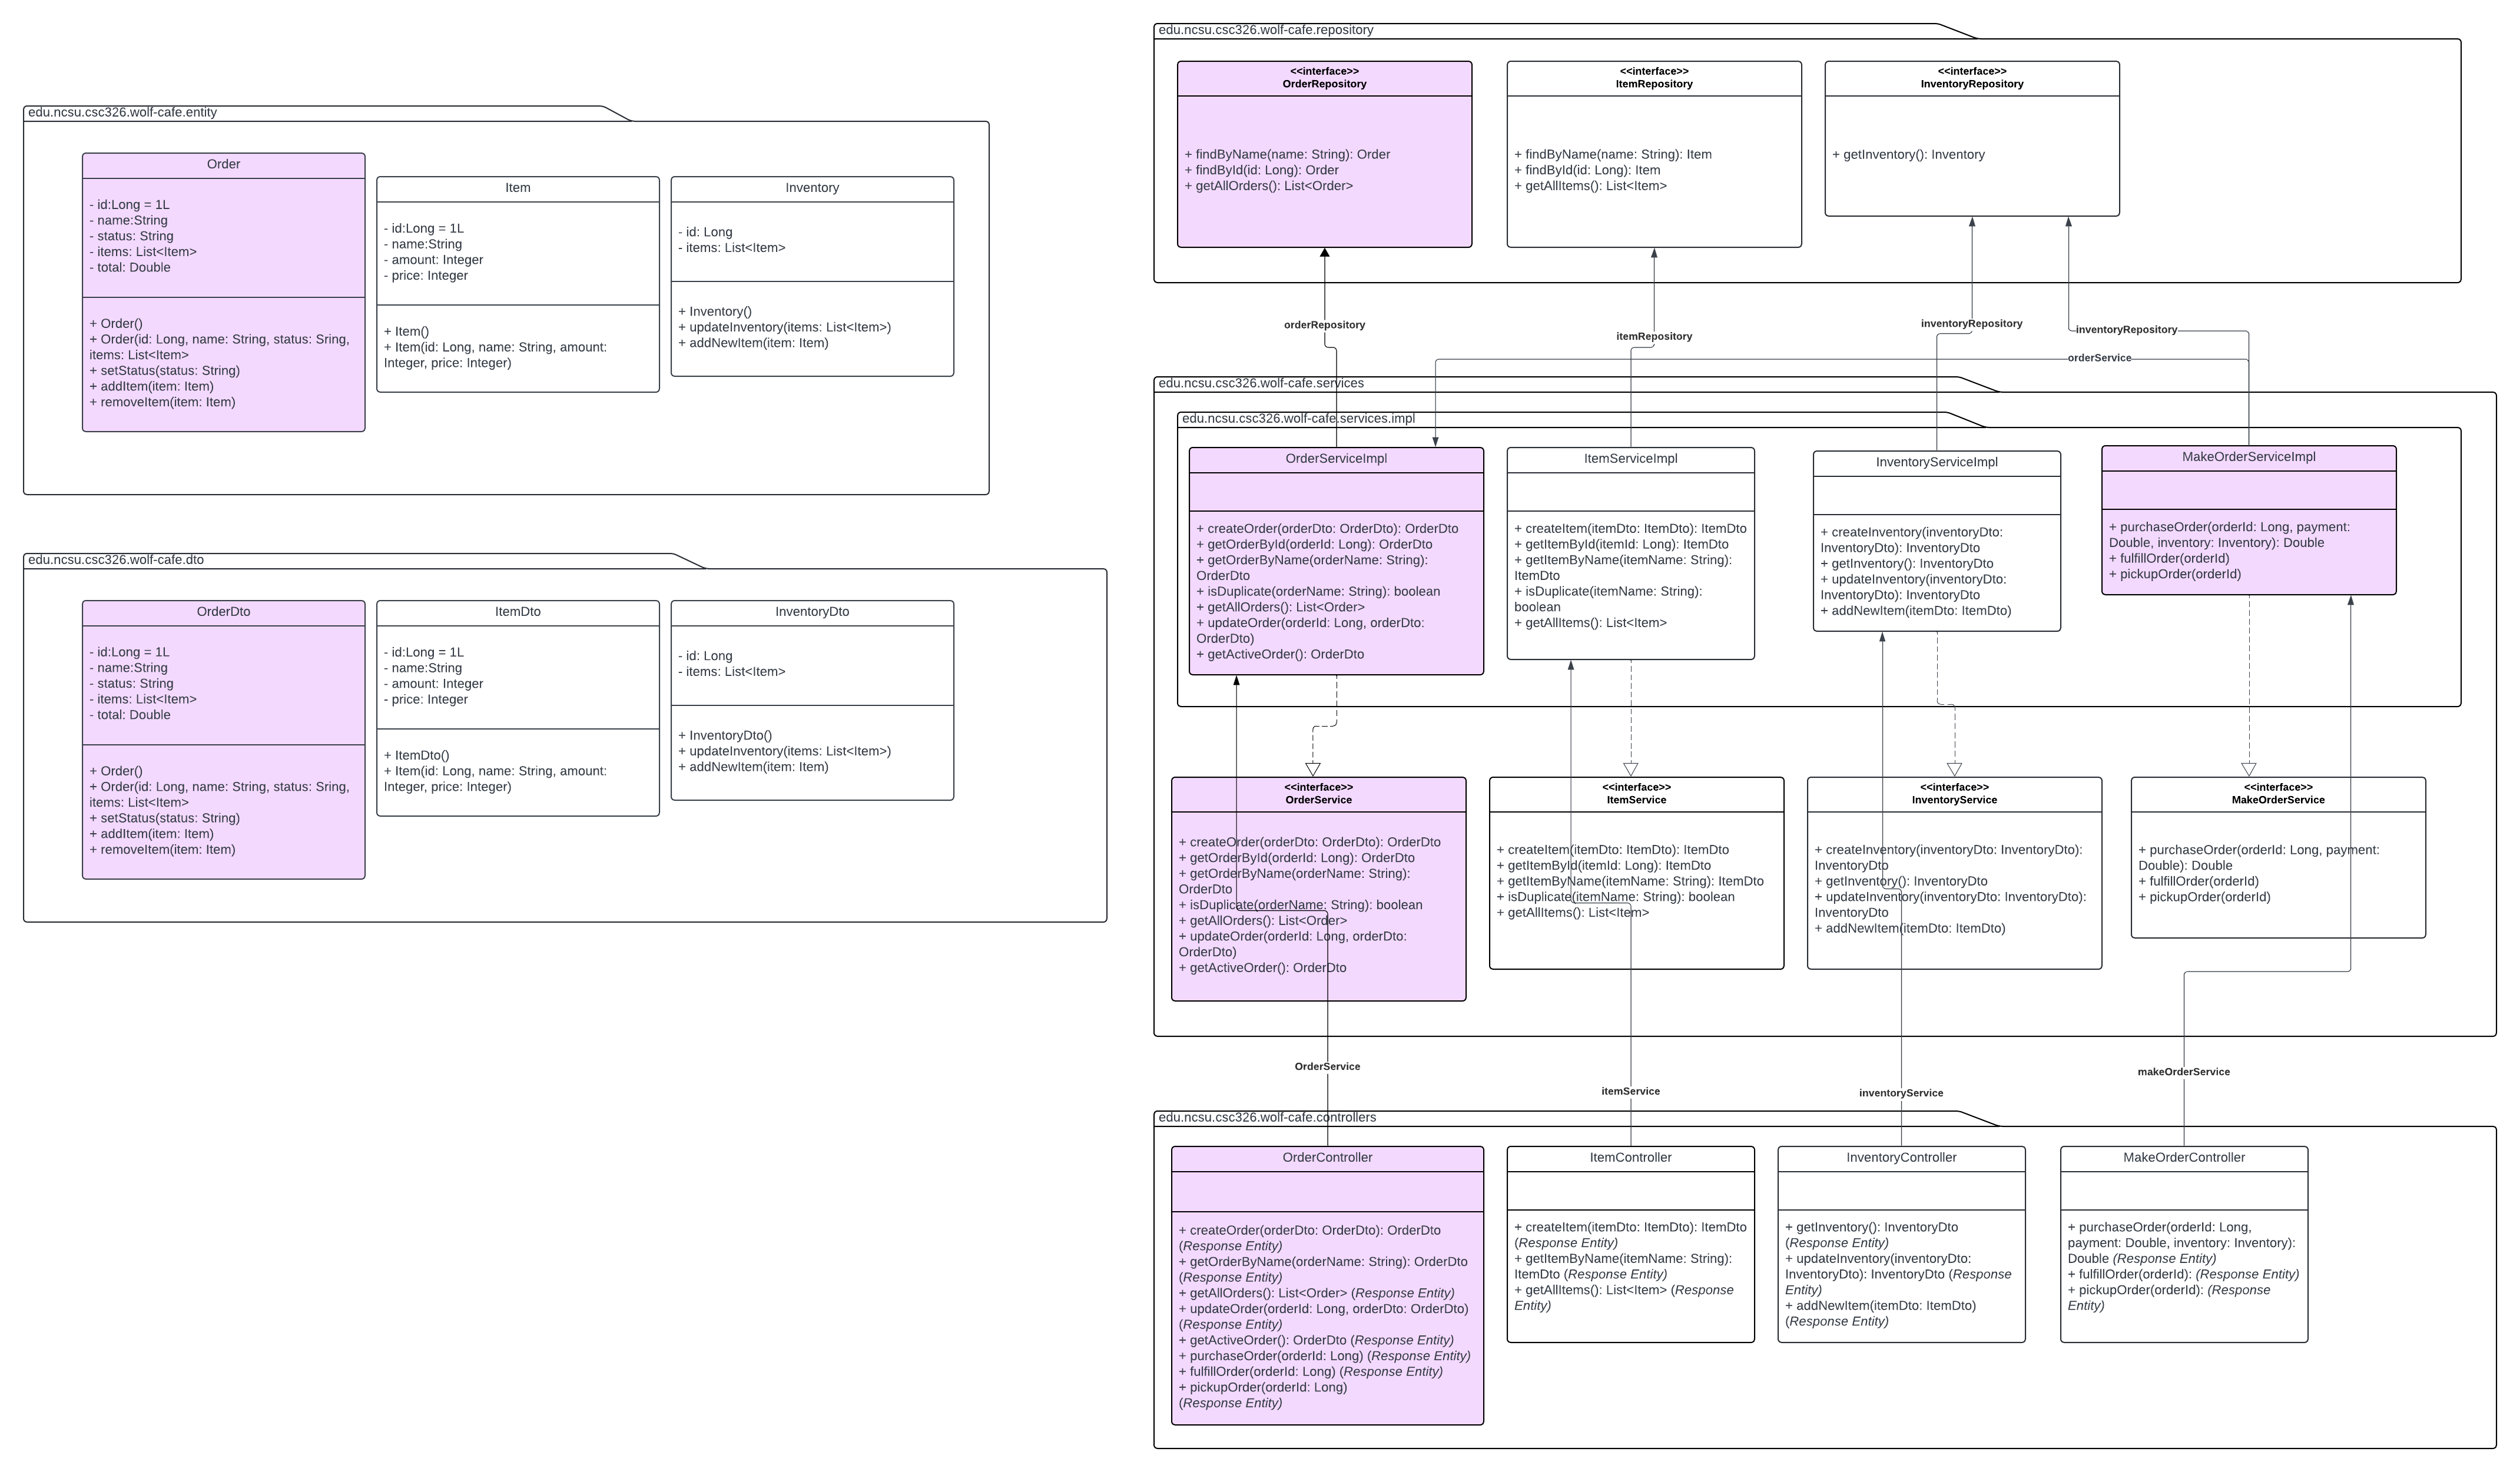 edu.ncsu.csc326.wolf-cafe.entity
Order
- id:Long = 1L
- name:String
- status: String
- items: List<Item>
- total: Double
+ Order()
+ Order(id: Long, name: String, status: Sring,
items: List<Item>
+ setStatus(status: String)
+ addItem(item: Item)
+ removeItem(item: Item)
Item
- id:Long = 1L
- name:String
- amount: Integer
- price: Integer
+ Item()
+ Item(id: Long, name: String, amount:
Integer, price: Integer)
Inventory
- id: Long
- items: List<Item>
+ Inventory()
+ updateInventory(items: List<Item>)
+ addNewItem(item: Item)
edu.ncsu.csc326.wolf-cafe.dto
OrderDto
- id:Long = 1L
- name:String
- status: String
- items: List<Item>
- total: Double
+ Order()
+ Order(id: Long, name: String, status: Sring,
items: List<Item>
+ setStatus(status: String)
+ addItem(item: Item)
+ removeItem(item: Item)
ItemDto
- id:Long = 1L
- name:String
- amount: Integer
- price: Integer
+ ItemDto()
+ Item(id: Long, name: String, amount:
Integer, price: Integer)
InventoryDto
- id: Long
- items: List<Item>
+ InventoryDto()
+ updateInventory(items: List<Item>)
+ addNewItem(item: Item)
edu.ncsu.csc326.wolf-cafe.repository
<<interface>>
OrderRepository
+ findByName(name: String): Order
+ findById(id: Long): Order
+ getAllOrders(): List<Order>
<<interface>>
ItemRepository
+ findByName(name: String): Item
+ findById(id: Long): Item
+ getAllItems(): List<Item>
<<interface>>
InventoryRepository
+ getInventory(): Inventory
orderRepository
itemRepository
inventoryRepository
inventoryRepository
orderService
edu.ncsu.csc326.wolf-cafe.services
edu.ncsu.csc326.wolf-cafe.services.impl
OrderServiceImpl
+ createOrder(orderDto: OrderDto): OrderDto
+ getOrderById(orderId: Long): OrderDto
+ getOrderByName(orderName: String):
OrderDto
+ isDuplicate(orderName: String): boolean
+ getAllOrders(): List<Order>
+ updateOrder(orderId: Long, orderDto:
OrderDto)
+ getActiveOrder(): OrderDto
ItemServiceImpl
+ createItem(itemDto: ItemDto): ItemDto
+ getItemById(itemId: Long): ItemDto
+ getItemByName(itemName: String):
ItemDto
+ isDuplicate(itemName: String):
boolean
+ getAllItems(): List<Item>
InventoryServiceImpl
+ createInventory(inventoryDto:
InventoryDto): InventoryDto
+ getInventory(): InventoryDto
+ updateInventory(inventoryDto:
InventoryDto): InventoryDto
+ addNewItem(itemDto: ItemDto)
MakeOrderServiceImpl
+ purchaseOrder(orderId: Long, payment:
Double, inventory: Inventory): Double
+ fulfillOrder(orderId)
+ pickupOrder(orderId)
<<interface>>
OrderService
+ createOrder(orderDto: OrderDto): OrderDto
+ getOrderById(orderId: Long): OrderDto
+ getOrderByName(orderName: String):
OrderDto
+ isDuplicate(orderName: String): boolean
+ getAllOrders(): List<Order>
+ updateOrder(orderId: Long, orderDto:
OrderDto)
+ getActiveOrder(): OrderDto
<<interface>>
ItemService
+ createItem(itemDto: ItemDto): ItemDto
+ getItemById(itemId: Long): ItemDto
+ getItemByName(itemName: String): ItemDto
+ isDuplicate(itemName: String): boolean
+ getAllItems(): List<Item>
<<interface>>
InventoryService
+ createInventory(inventoryDto: InventoryDto):
InventoryDto
+ getInventory(): InventoryDto
+ updateInventory(inventoryDto: InventoryDto):
InventoryDto
+ addNewItem(itemDto: ItemDto)
<<interface>>
MakeOrderService
+ purchaseOrder(orderId: Long, payment:
Double): Double
+ fulfillOrder(orderId)
+ pickupOrder(orderId)
OrderService
itemService
inventoryService
makeOrderService
edu.ncsu.csc326.wolf-cafe.controllers
OrderController
+ createOrder(orderDto: OrderDto): OrderDto
(Response Entity)
+ getOrderByName(orderName: String): OrderDto
(Response Entity)
+ getAllOrders(): List<Order> (Response Entity)
+ updateOrder(orderId: Long, orderDto: OrderDto)
(Response Entity)
+ getActiveOrder(): OrderDto (Response Entity)
+ purchaseOrder(orderId: Long) (Response Entity)
+ fulfillOrder(orderId: Long) (Response Entity)
+ pickupOrder(orderId: Long)
(Response Entity)
ItemController
+ createItem(itemDto: ItemDto): ItemDto
(Response Entity)
+ getItemByName(itemName: String):
ItemDto (Response Entity)
+ getAllItems(): List<Item> (Response
Entity)
InventoryController
+ getInventory(): InventoryDto
(Response Entity)
+ updateInventory(inventoryDto:
InventoryDto): InventoryDto (Response
Entity)
+ addNewItem(itemDto: ItemDto)
(Response Entity)
MakeOrderController
+ purchaseOrder(orderId: Long,
payment: Double, inventory: Inventory):
Double (Response Entity)
+ fulfillOrder(orderId): (Response Entity)
+ pickupOrder(orderId): (Response
Entity)